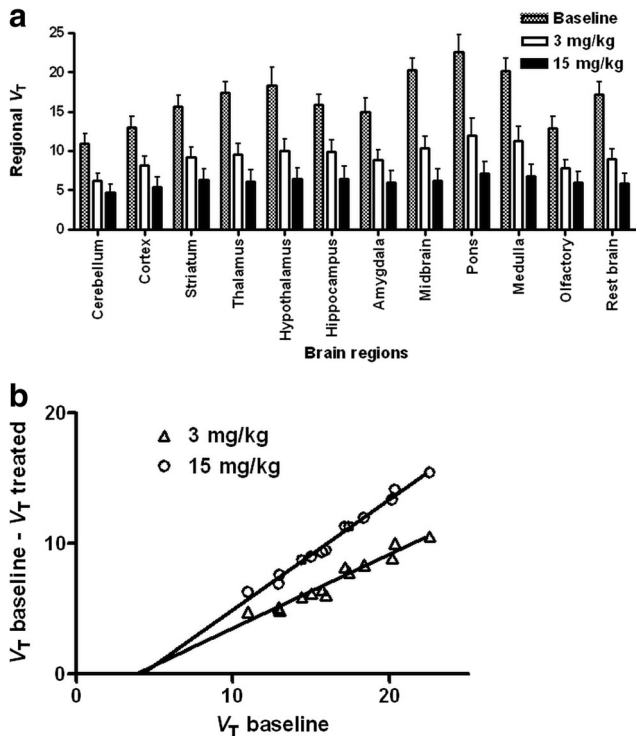 a
Regional VT
25
20
15
10
5
0
Baseline
3 mg/kg
15 mg/kg
Cerebellum
Cortex
Striatum
Thalamus
Hypothalamus
Hippocampus
Amygdala
Midbrain
Pons
Medulla
Olfactory
Rest brain
Brain regions
b
VT baseline - VT treated
20
10
0
3 mg/kg
15 mg/kg
0
10
20
VT baseline